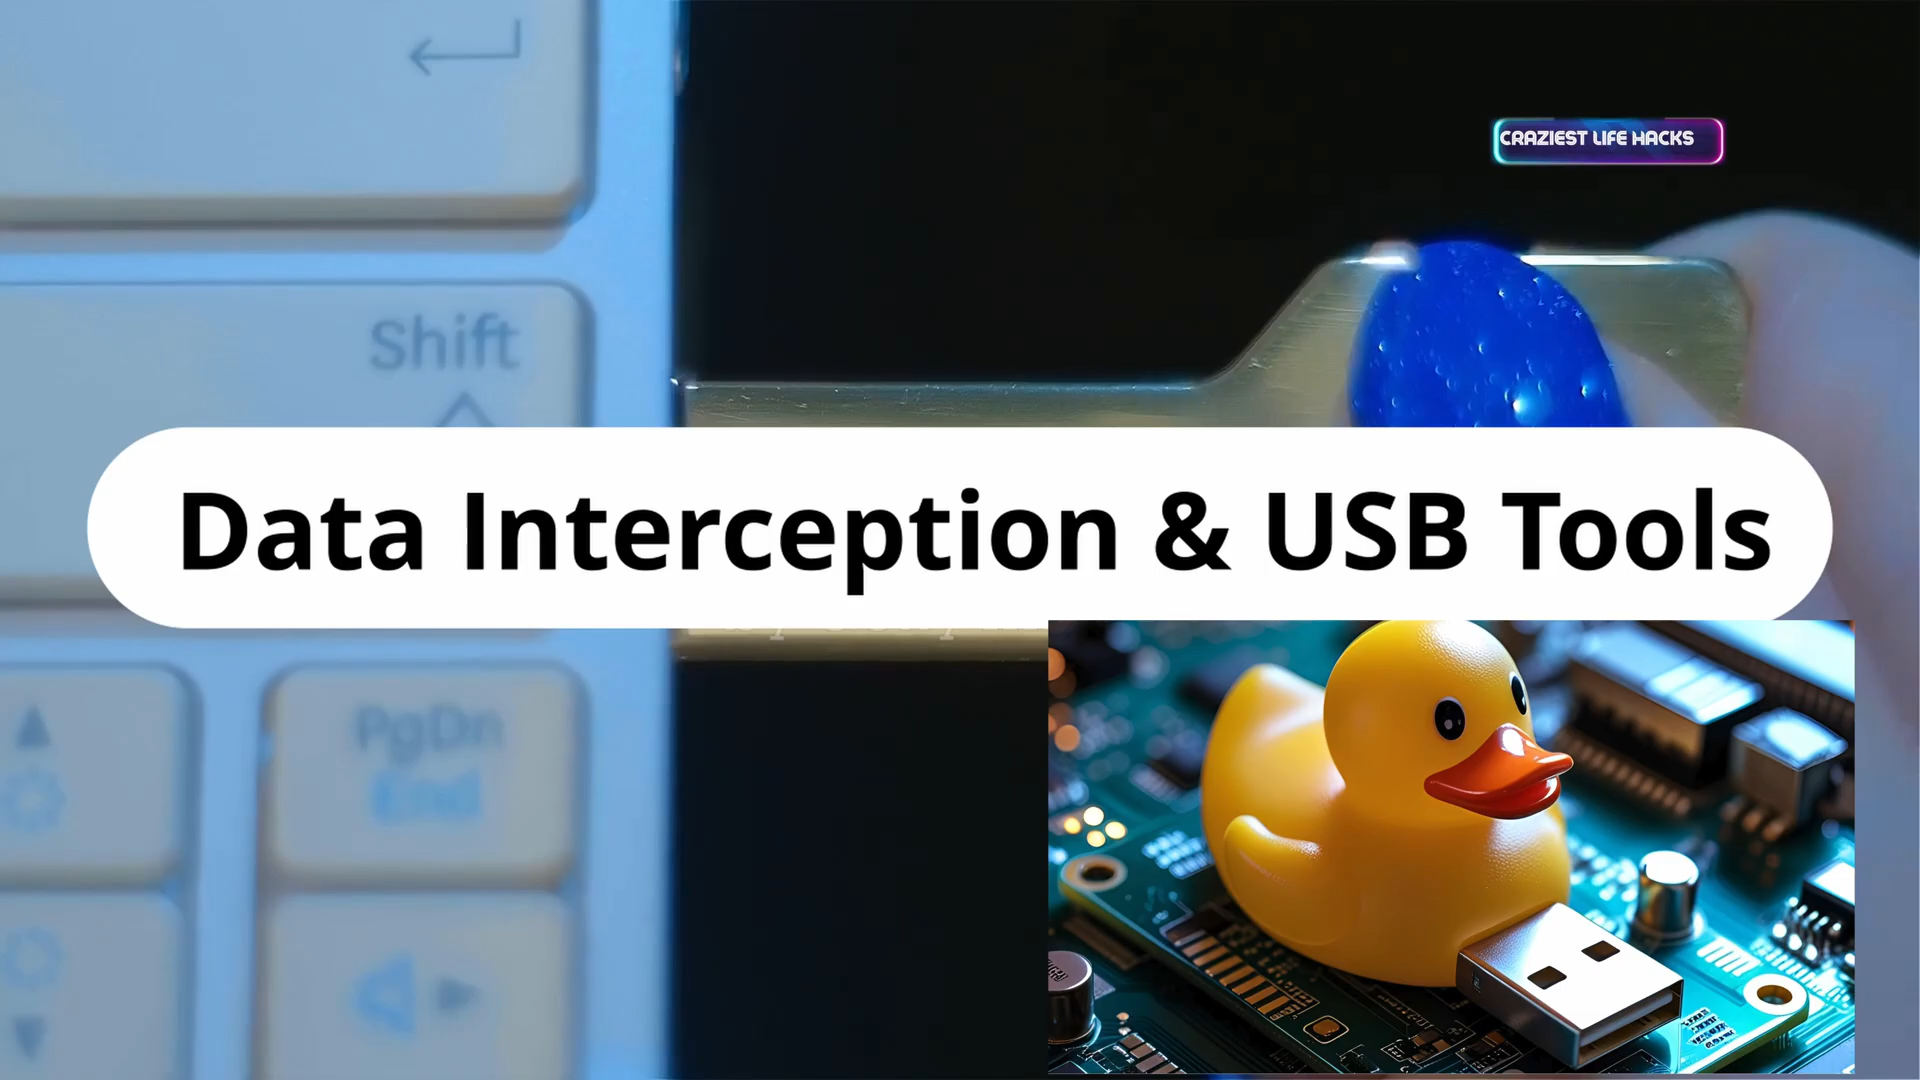 CRAZIEST LIFE HACKS
Shift
Data Interception & USB Tools
PgDn
End